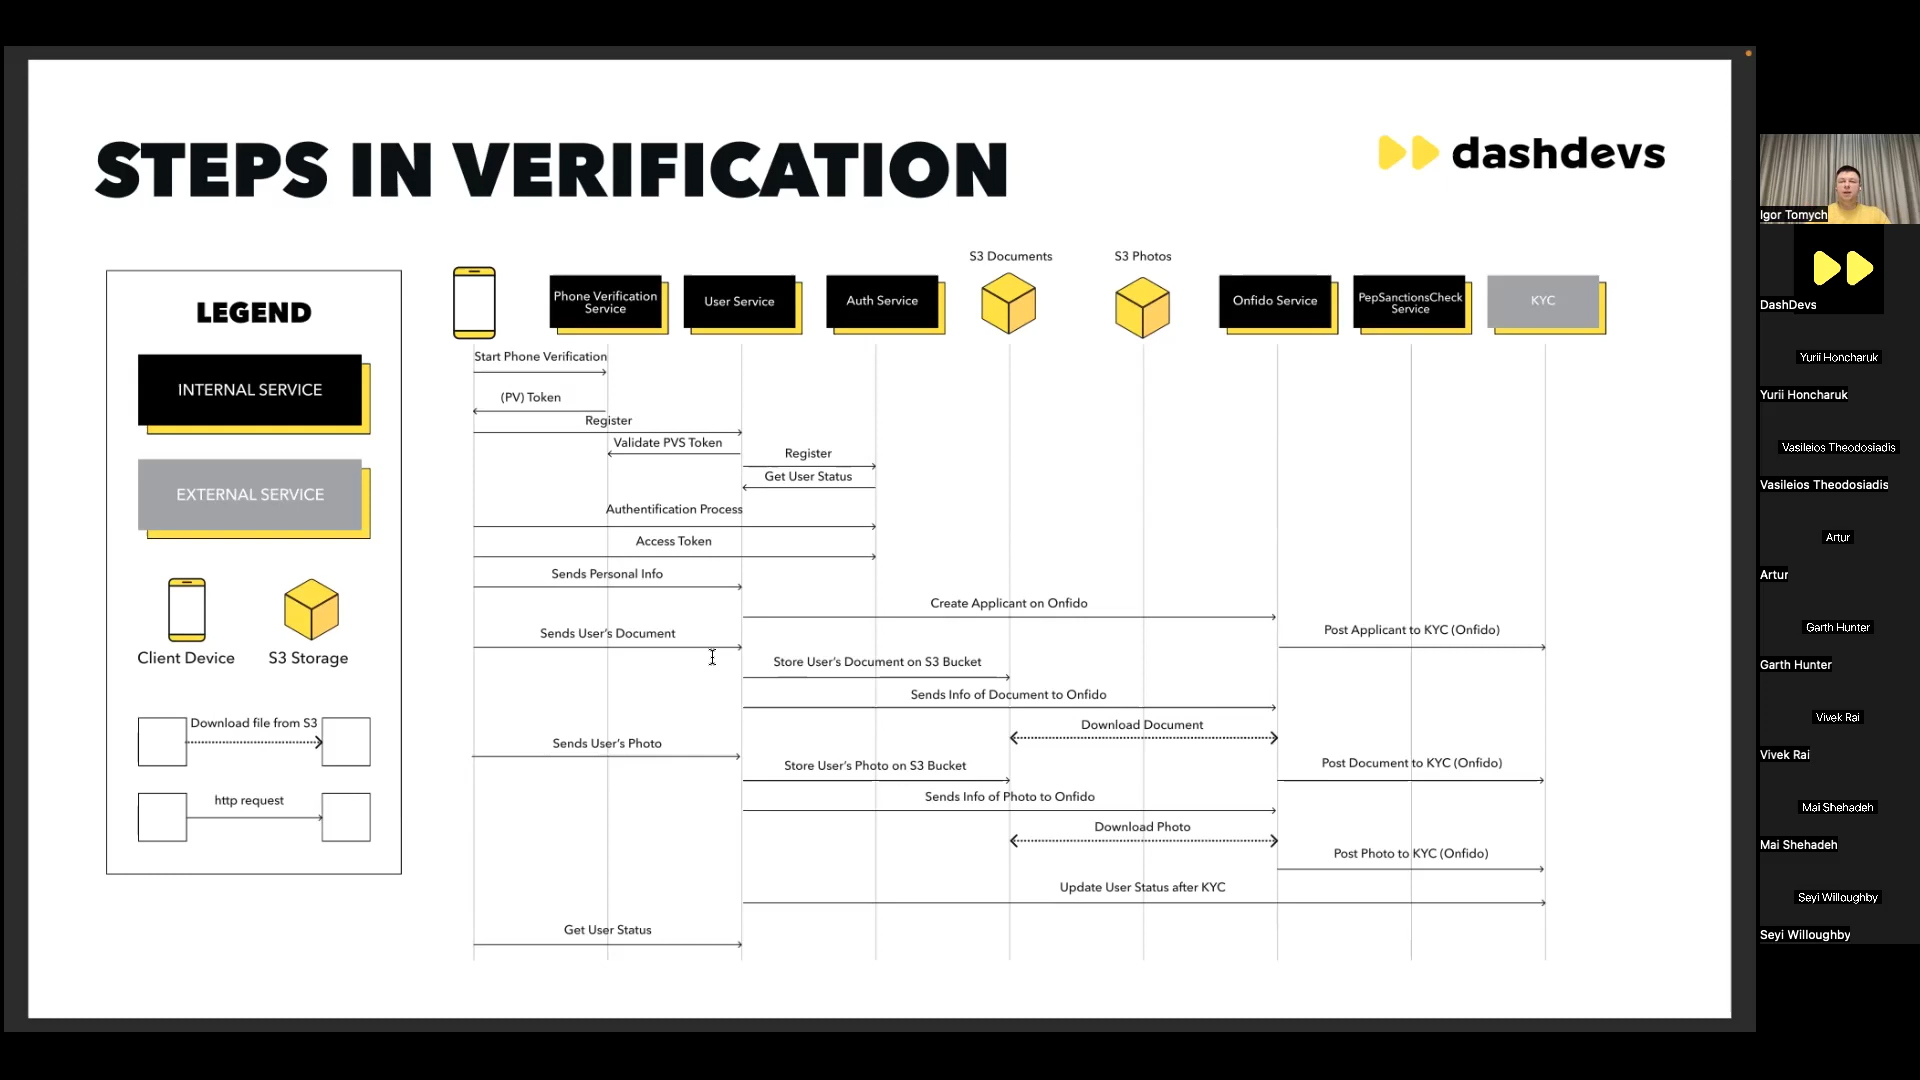 STEPS IN VERIFICATION
dashdevs
LEGEND
INTERNAL SERVICE
EXTERNAL SERVICE
Client Device
S3 Storage
Download file from S3
http request
S3 Documents
S3 Photos
Phone Verification
Service
User Service
Auth Service
Onfido Service
PepSanctionsCheck
Service
KYC
Start Phone Verification
(PV) Token
Register
Validate PVS Token
Register
Get User Status
Authentification Process
Access Token
Sends Personal Info
Create Applicant on Onfido
Sends User's Document
Post Applicant to KYC (Onfido)
Store User's Document on S3 Bucket
Sends Info of Document to Onfido
Download Document
Sends User's Photo
Store User's Photo on S3 Bucket
Post Document to KYC (Onfido)
Sends Info of Photo to Onfido
Download Photo
Post Photo to KYC (Onfido)
Update User Status after KYC
Get User Status
Igor Tomych
DashDevs
Yurii Honcharuk
Yurii Honcharuk
Vasileios Theodosiadis
Vasileios Theodosiadis
Artur
Artur
Garth Hunter
Garth Hunter
Vivek Rai
Vivek Rai
Mai Shehadeh
Mai Shehadeh
Seyi Willoughby
Seyi Willoughby